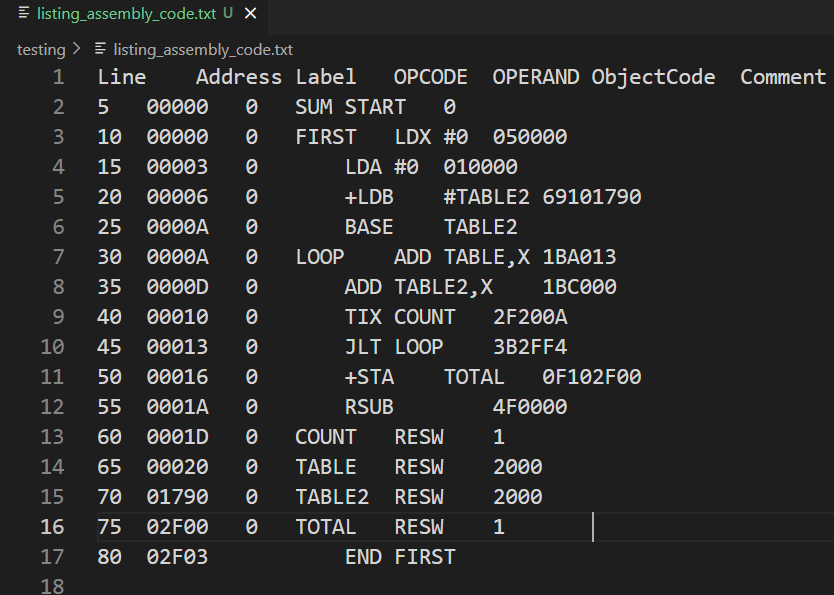 listing_assembly_code.txt U
testing > listing_assembly_code.txt
1 Line Address Label OPCODE OPERAND ObjectCode Comment
2 5 00000 0 SUM START 0
3 10 00000 0 FIRST LDX #0 050000
4 15 00003 0 LDA #0 010000
5 20 00006 0 +LDB #TABLE2 69101790
6 25 0000A 0 BASE TABLE2
7 30 0000A 0 LOOP ADD TABLE,X 1BA013
8 35 0000D 0 ADD TABLE2,X 1BC000
9 40 00010 0 TIX COUNT 2F200A
10 45 00013 0 JLT LOOP 3B2FF4
11 50 00016 0 +STA TOTAL 0F102F00
12 55 0001A 0 RSUB 4F0000
13 60 0001D 0 COUNT RESW 1
14 65 00020 0 TABLE RESW 2000
15 70 01790 0 TABLE2 RESW 2000
16 75 02F00 0 TOTAL RESW 1
17 80 02F03 END FIRST
18